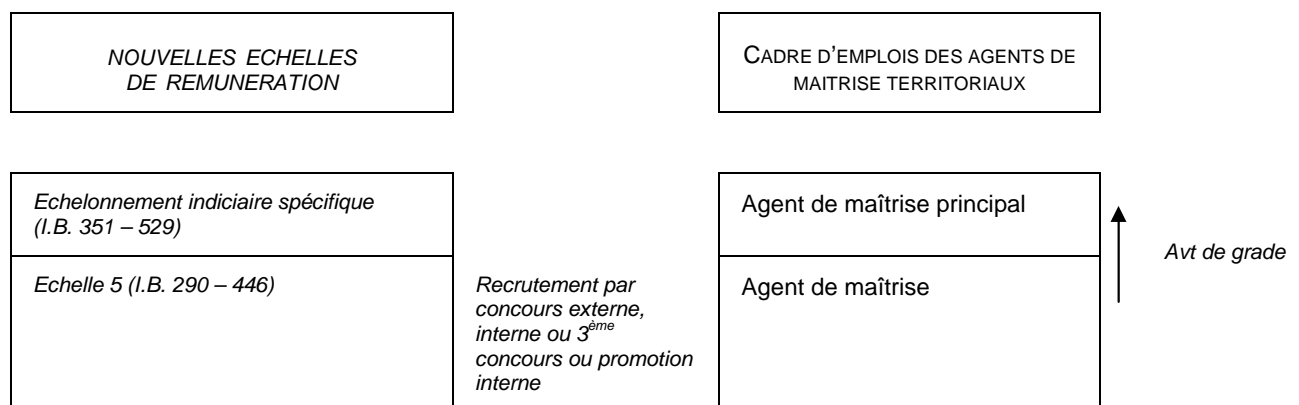 NOUVELLES ECHELLES
DE REMUNERATION
CADRE D'EMPLOIS DES AGENTS DE
MAITRISE TERRITORIAUX
Echelonnement indiciaire spécifique
(I.B. 351 – 529)
Agent de maîtrise principal
Avt de grade
Echelle 5 (I.B. 290 – 446)
Recrutement par
concours externe,
interne ou 3ème
concours ou promotion
interne
Agent de maîtrise